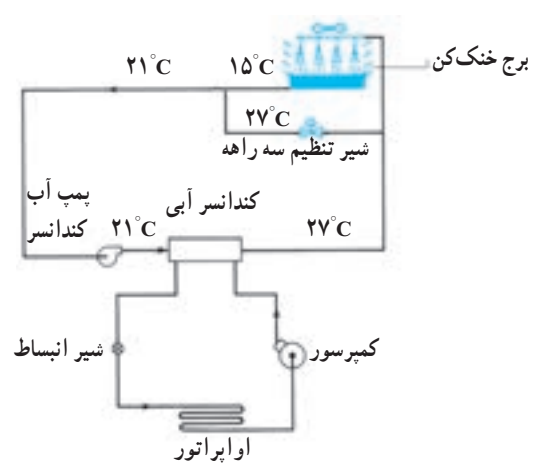 برج خنک‌کن
۲۱°C
۱۵°C
۲۷°C
شیر تنظیم سه راهه
کندانسر آبی
پمپ آب
کندانسر
۲۱°C
۲۷°C
شیر انبساط
کمپرسور
اواپراتور